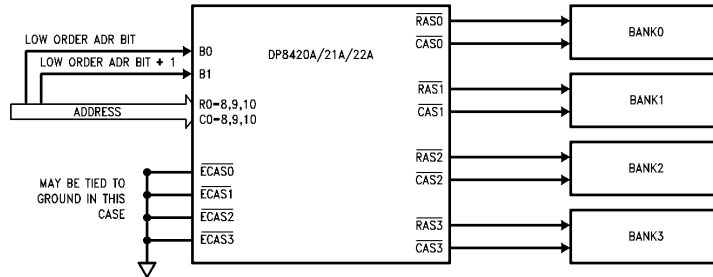 LOW ORDER ADR BIT
LOW ORDER ADR BIT + 1
ADDRESS
B0
B1
R0-8,9,10
C0-8,9,10
DP8420A/21A/22A
MAY BE TIED TO
GROUND IN THIS
CASE
ECAS0
ECAS1
ECAS2
ECAS3
RAS0
CAS0
BANK0
RAS1
CAS1
BANK1
RAS2
CAS2
BANK2
RAS3
CAS3
BANK3